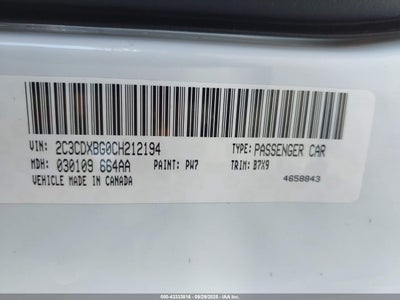 VIN: 2C3CDXBG0CH212194 TYPE: PASSENGER CAR
MDH: 030109 664AA PAINT: PW7 TRIM: B7X9
VEHICLE MADE IN CANADA
4658843
000-43333816 - 09/29/2025 - IAA, Inc.